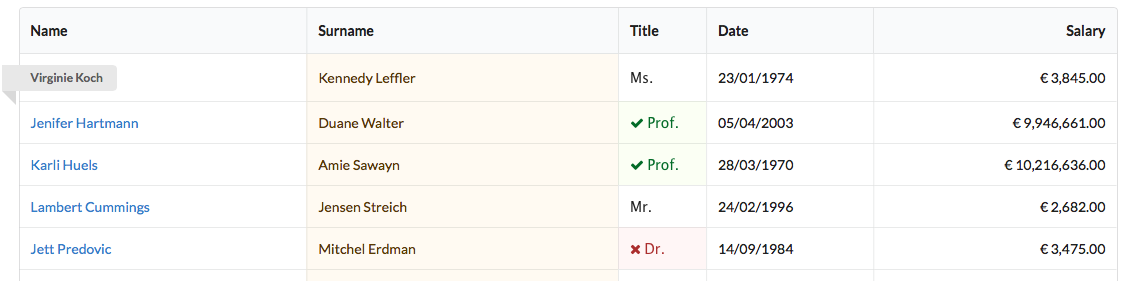 Name Surname Title Date Salary
Virginie Koch Kennedy Leffler Ms. 23/01/1974 € 3,845.00
Jenifer Hartmann Duane Walter Prof. 05/04/2003 € 9,946,661.00
Karli Huels Amie Sawayn Prof. 28/03/1970 € 10,216,636.00
Lambert Cummings Jensen Streich Mr. 24/02/1996 € 2,682.00
Jett Predovic Mitchel Erdman Dr. 14/09/1984 € 3,475.00